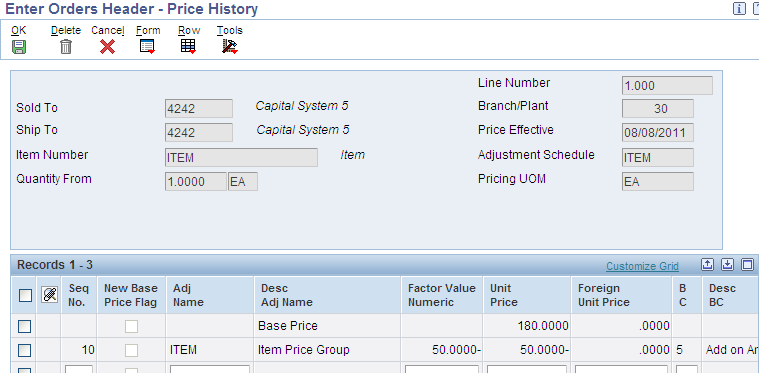 Enter Orders Header - Price History
OK Delete Cancel Form Row Tools
Line Number 1.000
Sold To 4242 Capital System 5 Branch/Plant 30
Ship To 4242 Capital System 5 Price Effective 08/08/2011
Item Number ITEM Item Adjustment Schedule ITEM
Quantity From 1.0000 EA Pricing UOM EA
Records 1 - 3 Customize Grid
Seq New Base Adj Desc Factor Value Unit Foreign B Desc
No. Price Flag Name Adj Name Numeric Price Unit Price C BC
Base Price 180.0000 .0000
10 ITEM Item Price Group 50.0000- 50.0000- .0000 5 Add on